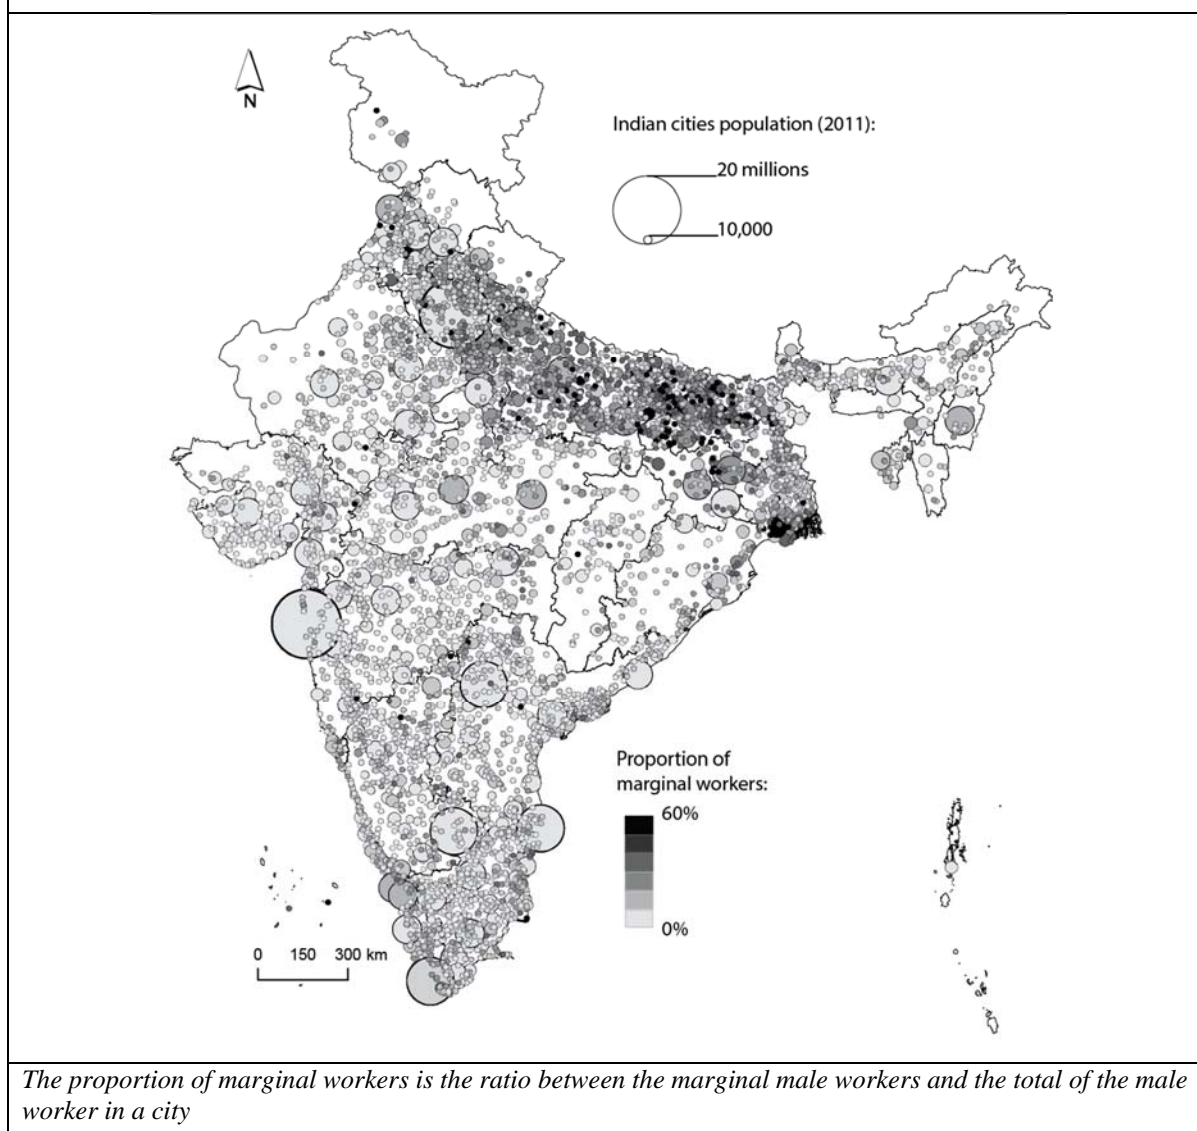 N
Indian cities population (2011):
20 millions
10,000
Proportion of
marginal workers:
60%
0%
0 150 300 km
The proportion of marginal workers is the ratio between the marginal male workers and the total of the male
worker in a city